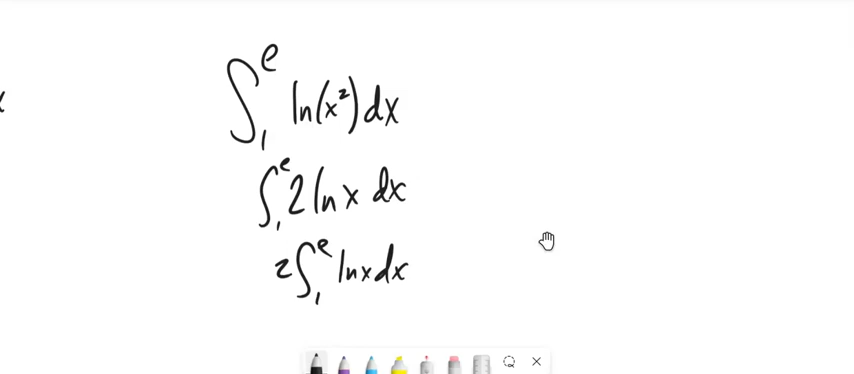 ∫₁ᵉ ln(x²) dx
∫₁ᵉ 2 ln x dx
2∫₁ᵉ ln x dx